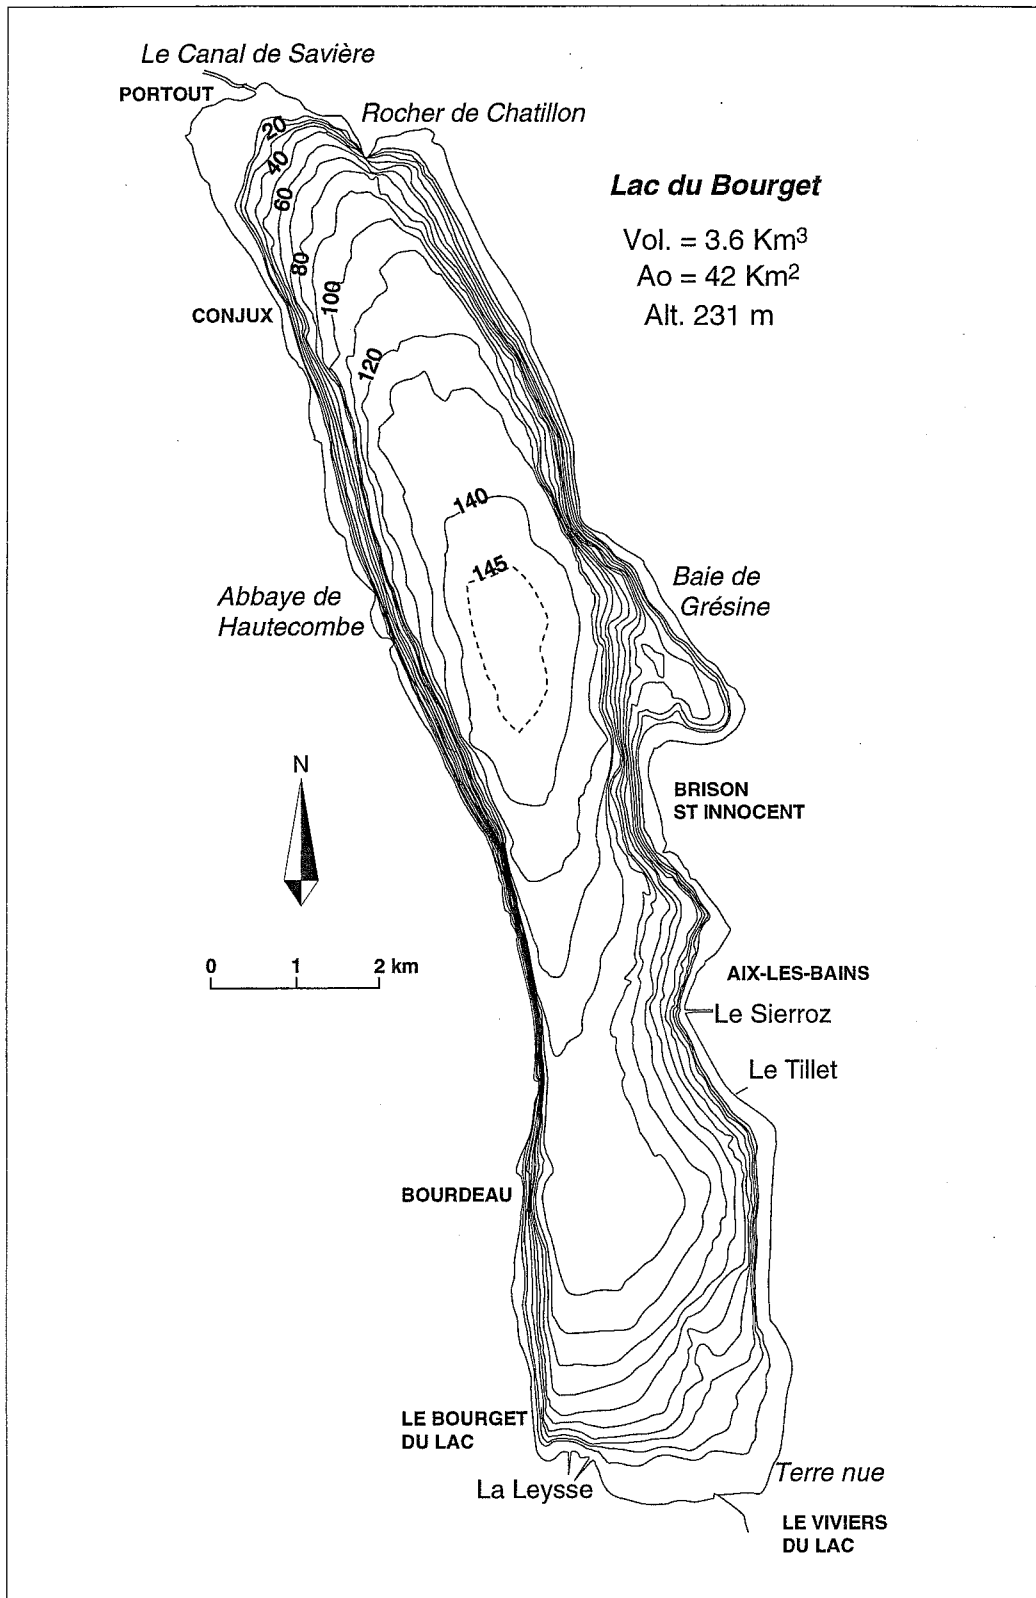 Le Canal de Savière
PORTOUT
Rocher de Chatillon
20
40
60
80
100
120
140
145
Lac du Bourget
Vol. = 3.6 Km³
Ao = 42 Km²
Alt. 231 m
CONJUX
Abbaye de
Hautecombe
Baie de
Grésine
N
BRISON
ST INNOCENT
0 1 2 km
AIX-LES-BAINS
Le Sierroz
Le Tillet
BOURDEAU
LE BOURGET
DU LAC
La Leysse
Terre nue
LE VIVIERS
DU LAC